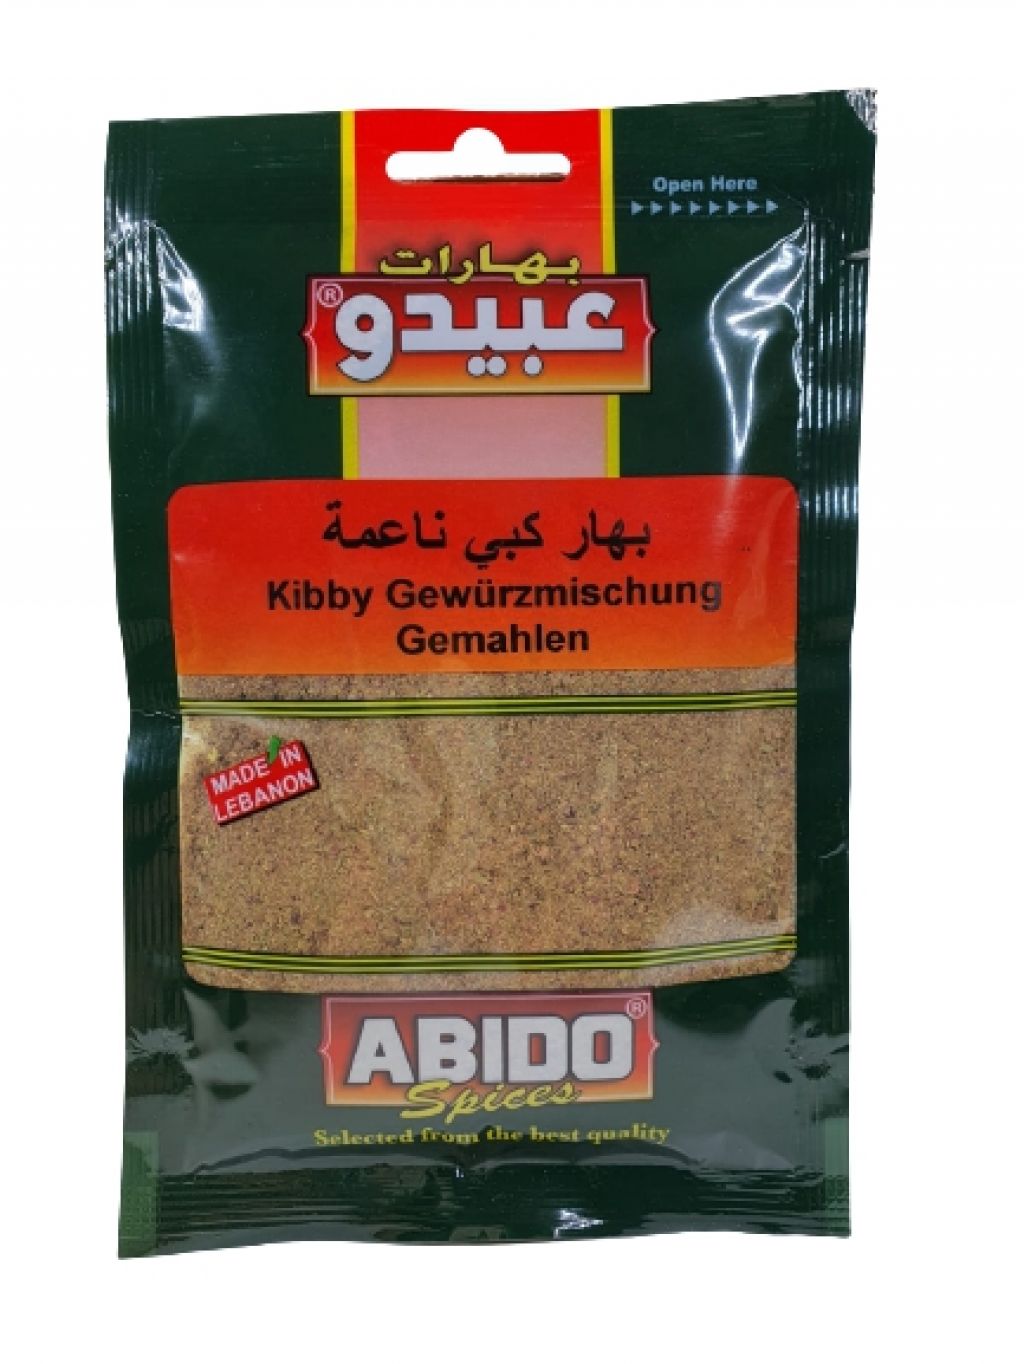 Open Here
بهارات
عبيدو®
بهار كبي ناعمة
Kibby Gewürzmischung
Gemahlen
MADE IN
LEBANON
ABIDO®
Spices
Selected from the best quality